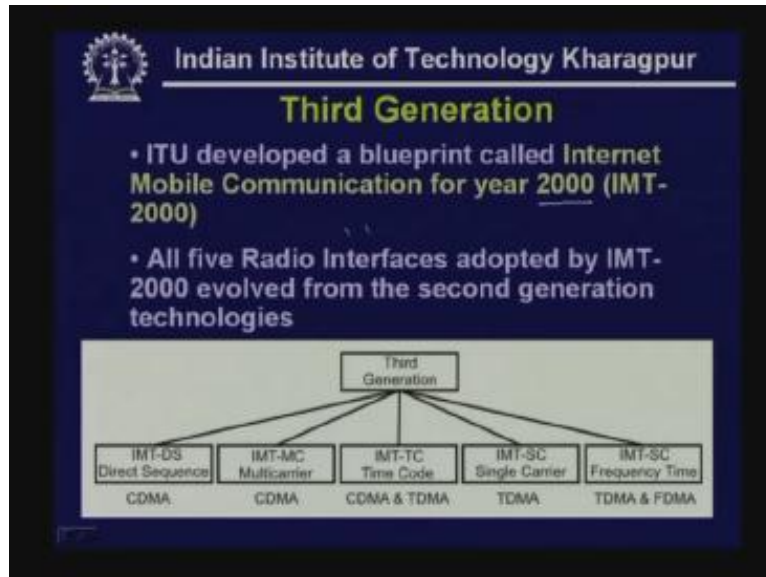 Indian Institute of Technology Kharagpur
Third Generation
• ITU developed a blueprint called Internet
Mobile Communication for year 2000 (IMT-
2000)
• All five Radio Interfaces adopted by IMT-
2000 evolved from the second generation
technologies
Third
Generation
IMT-DS
Direct Sequence
IMT-MC
Multicarrier
IMT-TC
Time Code
IMT-SC
Single Carrier
IMT-SC
Frequency Time
CDMA
CDMA
CDMA & TDMA
TDMA
TDMA & FDMA